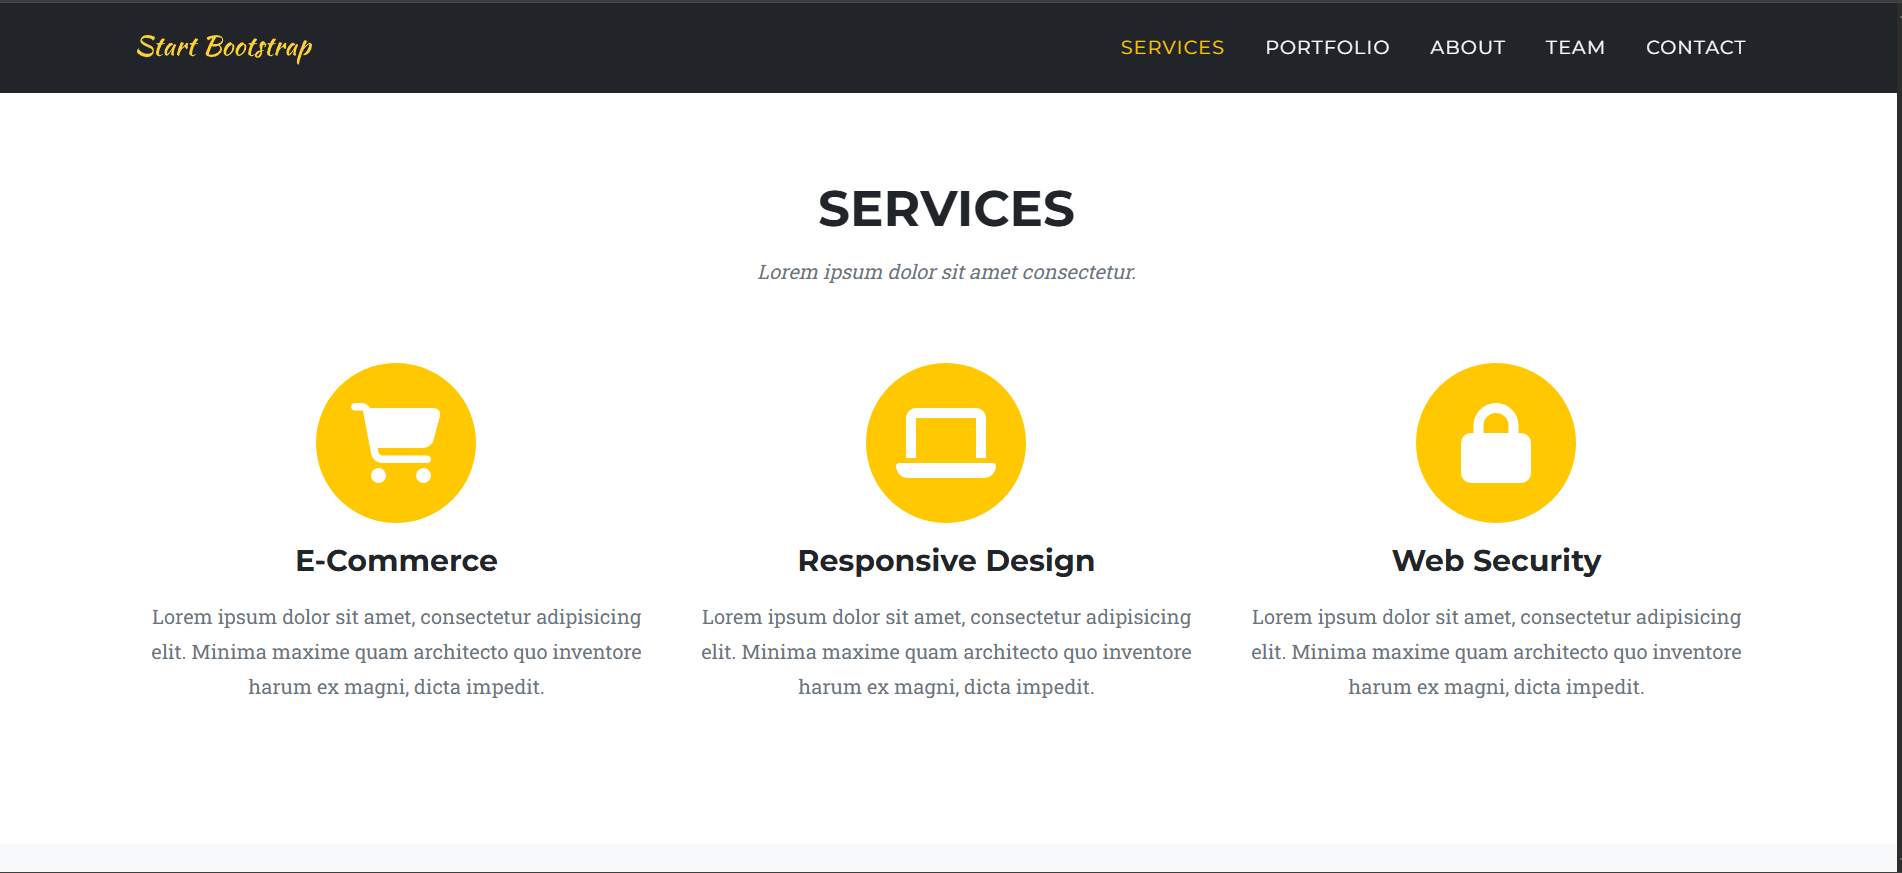 Start Bootstrap
SERVICES PORTFOLIO ABOUT TEAM CONTACT
SERVICES
Lorem ipsum dolor sit amet consectetur.
E-Commerce
Lorem ipsum dolor sit amet, consectetur adipisicing
elit. Minima maxime quam architecto quo inventore
harum ex magni, dicta impedit.
Responsive Design
Lorem ipsum dolor sit amet, consectetur adipisicing
elit. Minima maxime quam architecto quo inventore
harum ex magni, dicta impedit.
Web Security
Lorem ipsum dolor sit amet, consectetur adipisicing
elit. Minima maxime quam architecto quo inventore
harum ex magni, dicta impedit.